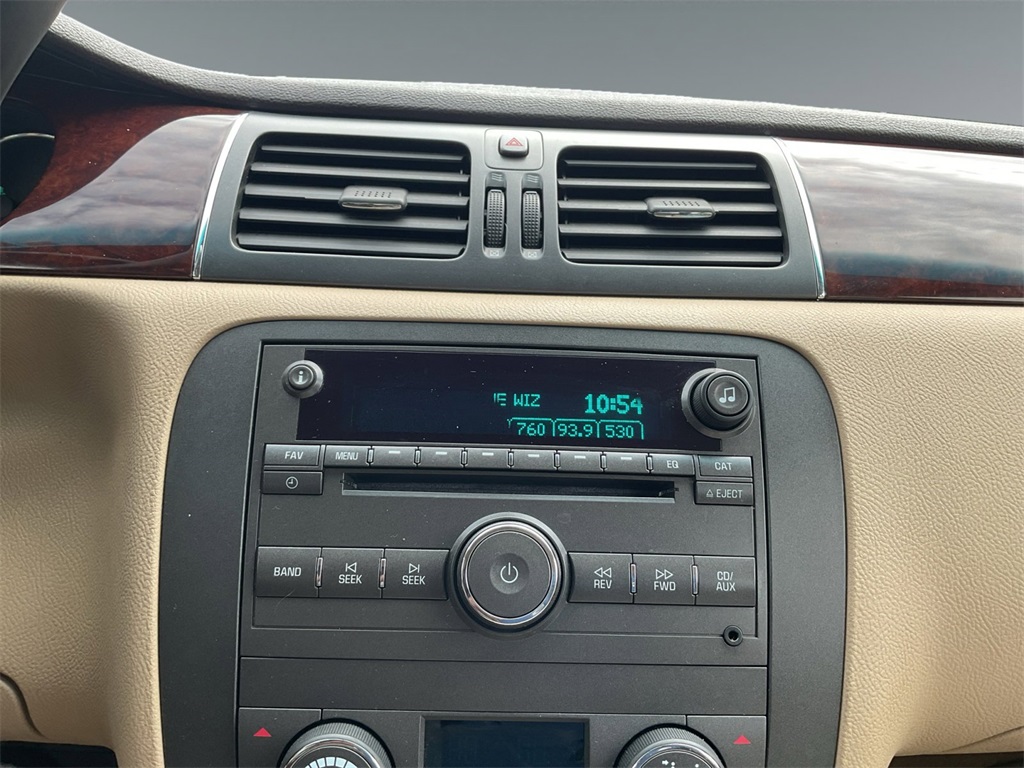 WIZ 10:54
760 93.9 530
FAV MENU EQ CAT
EJECT
BAND SEEK SEEK REV FWD CD/
AUX